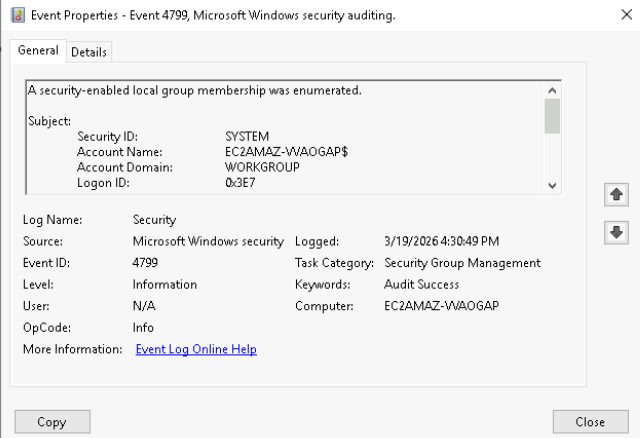 Event Properties - Event 4799, Microsoft Windows security auditing.
General Details
A security-enabled local group membership was enumerated.
Subject:
Security ID: SYSTEM
Account Name: EC2AMAZ-VVAOGAP$
Account Domain: WORKGROUP
Logon ID: 0x3E7
Log Name: Security
Source: Microsoft Windows security Logged: 3/19/2026 4:30:49 PM
Event ID: 4799 Task Category: Security Group Management
Level: Information Keywords: Audit Success
User: N/A Computer: EC2AMAZ-VVAOGAP
OpCode: Info
More Information: Event Log Online Help
Copy Close